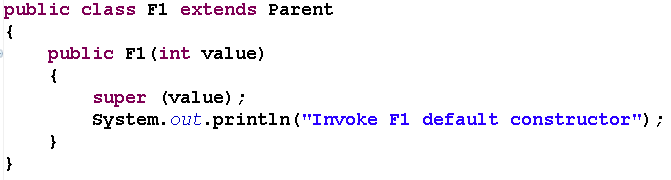 public class F1 extends Parent
{
public F1(int value)
{
super (value);
System.out.println("Invoke F1 default constructor");
}
}